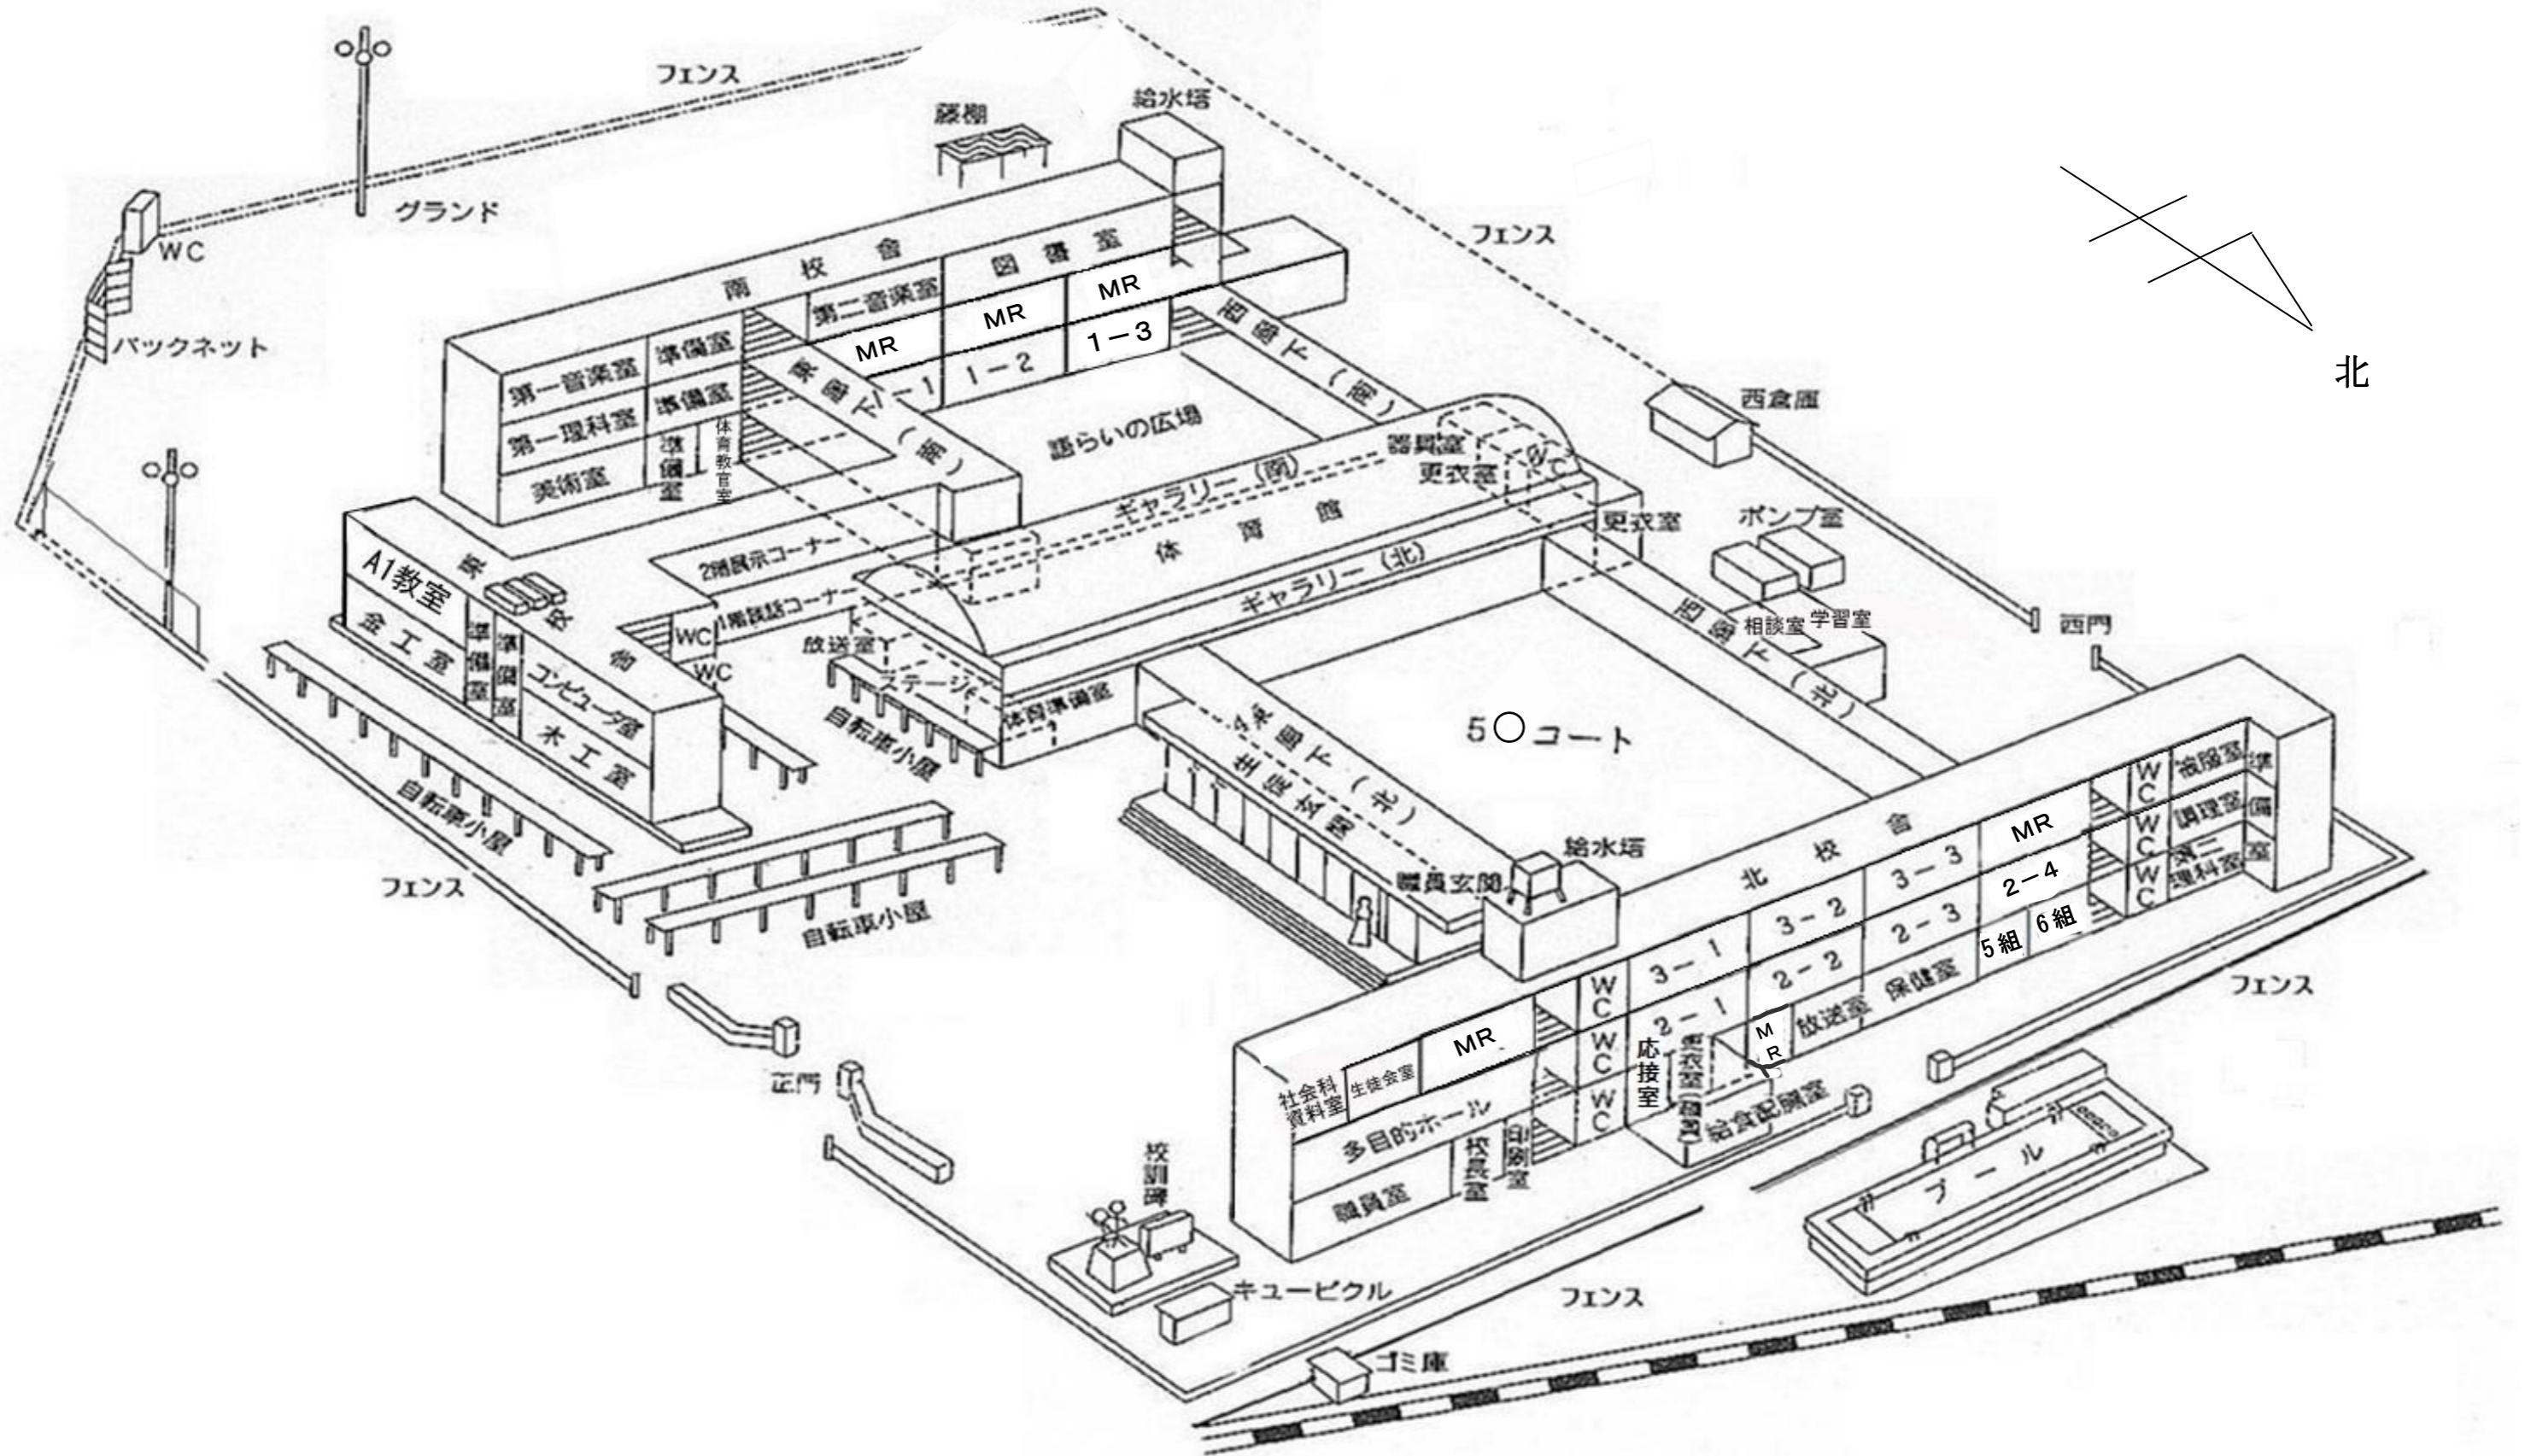 フェンス
藤棚
給水塔
グランド
WC
バックネット
フェンス
南校舎
第二音楽室
図書室
MR
MR
MR
第一音楽室
準備室
第一理科室
準備室
美術室
準備室
体育教官室
1-2
1-3
東廊下(南)
西廊下(南)
語らいの広場
西倉庫
器具室
更衣室
WC
更衣室
ギャラリー(南)
体育館
ギャラリー(北)
ポンプ室
相談室
学習室
西門
北
2階展示コーナー
1階談話コーナー
WC
WC
放送室
ステージ
体育準備室
東校舎
A1教室
金工室
準備室
準備室
コンピュータ室
木工室
自転車小屋
自転車小屋
自転車小屋
フェンス
東廊下(北)
生徒玄関
職員玄関
5〇コート
西廊下(北)
給水塔
北校舎
社会科資料室
生徒会室
MR
WC
3-1
3-2
3-3
MR
WC
被服室
準備室
多目的ホール
WC
2-1
2-2
2-3
2-4
WC
調理室
職員室
校長室
印刷室
WC
応接室
MR
放送室
保健室
5組
6組
WC
第二理科室
給食配膳室
正門
校訓碑
キュービクル
フェンス
フェンス
プール
ゴミ庫